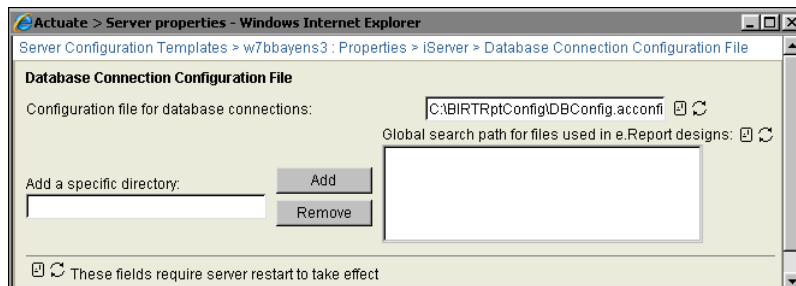 Actuate > Server properties - Windows Internet Explorer
Server Configuration Templates > w7bbayens3 : Properties > iServer > Database Connection Configuration File
Database Connection Configuration File
Configuration file for database connections:
C:\BIRTRptConfig\DBConfig.acconfi
Global search path for files used in e.Report designs:
Add a specific directory:
Add
Remove
These fields require server restart to take effect